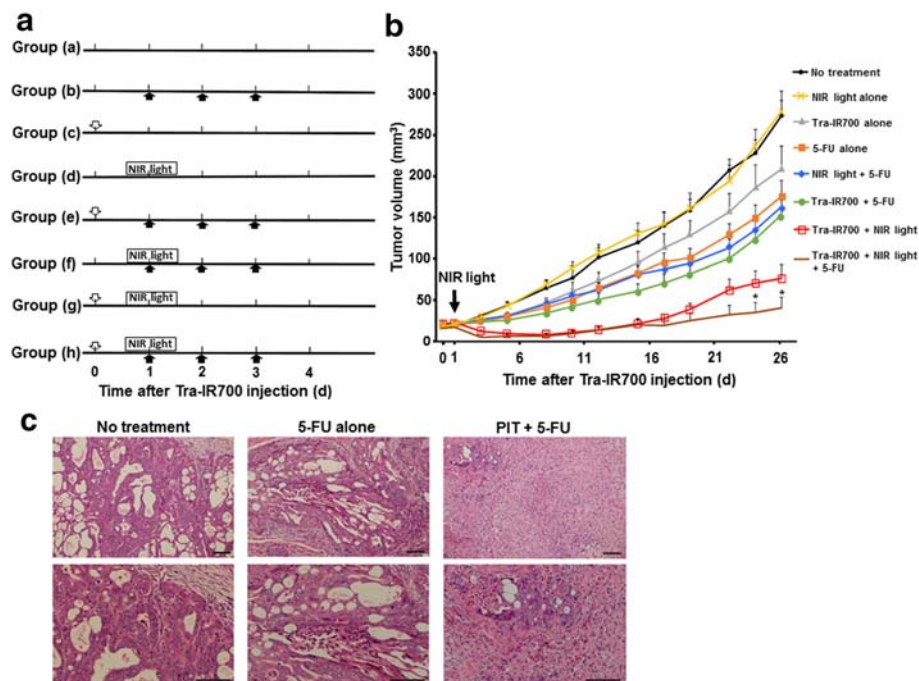 a
Group (a)
Group (b)
Group (c)
Group (d)
NIR light
Group (e)
Group (f)
NIR light
Group (g)
NIR light
Group (h)
NIR light
0 1 2 3 4
Time after Tra-IR700 injection (d)
b
350
300
250
200
150
100
50
0
Tumor volume (mm³)
NIR light
* *
0 1 6 11 16 21 26
Time after Tra-IR700 injection (d)
No treatment
NIR light alone
Tra-IR700 alone
5-FU alone
NIR light + 5-FU
Tra-IR700 + 5-FU
Tra-IR700 + NIR light
Tra-IR700 + NIR light
+ 5-FU
c
No treatment 5-FU alone PIT + 5-FU